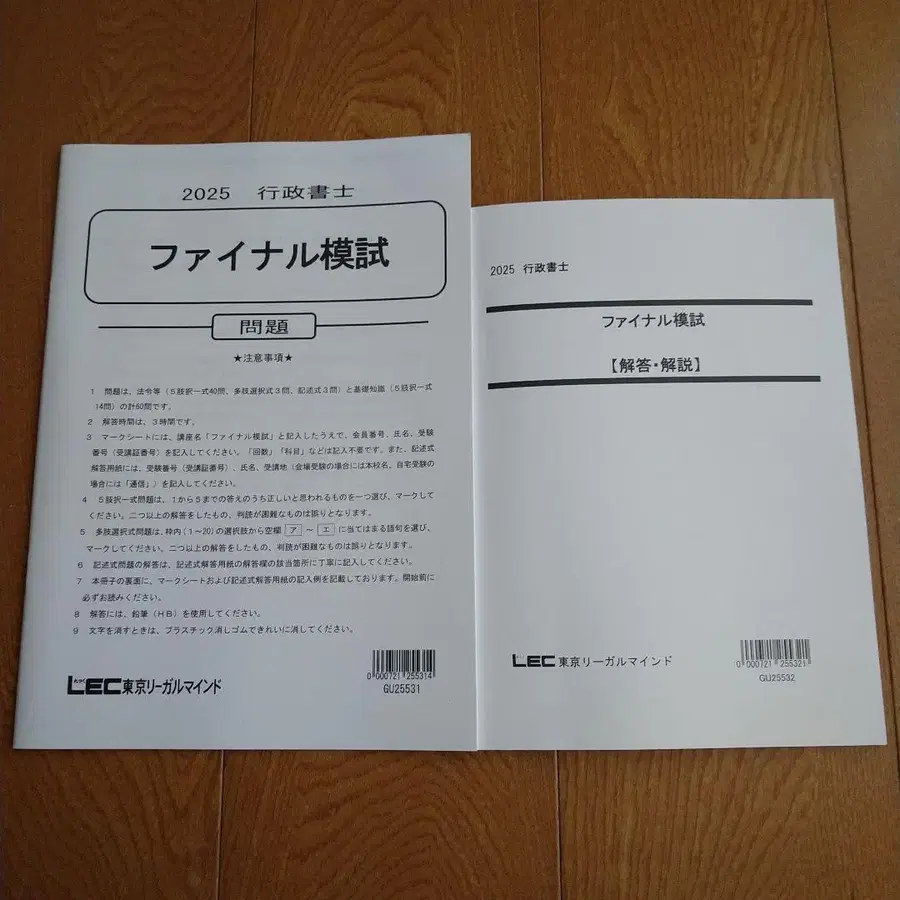 2025 行政書士
ファイナル模試
問題
★注意事項★
1 問題は、法令等(5肢択一式40問、多肢選択式3問、記述式3問)と基礎知識(5肢択一式
14問)の計60問です。
2 解答時間は、3時間です。
3 マークシートには、講座名「ファイナル模試」と記入したうえで、会員番号、氏名、受験
番号(受講証番号)を記入してください。「回数」「科目」などは記入不要です。また、記述式
解答用紙には、受験番号(受講証番号)、氏名、受講地(会場受験の場合には本校名、自宅受験の
場合には「通信」)を記入してください。
4 5肢択一式問題は、1から5までの答えのうち正しいと思われるものを一つ選び、マークして
ください。二つ以上の解答をしたもの、判読が困難なものは誤りとなります。
5 多肢選択式問題は、枠内(1~20)の選択肢から空欄 ア ~ エ に当てはまる語句を選び、
マークしてください。二つ以上の解答をしたもの、判読が困難なものは誤りとなります。
6 記述式問題の解答は、記述式解答用紙の解答欄の該当箇所に丁寧に記入してください。
7 本冊子の裏面に、マークシートおよび記述式解答用紙の記入例を記載しております。開始前に
必ずお読みください。
8 解答には、鉛筆(HB)を使用してください。
9 文字を消すときは、プラスチック消しゴムできれいに消してください。
LEC東京リーガルマインド
0 000721 255314
GU25531
2025 行政書士
ファイナル模試
【解答・解説】
LEC東京リーガルマインド
0 000721 255321
GU25532